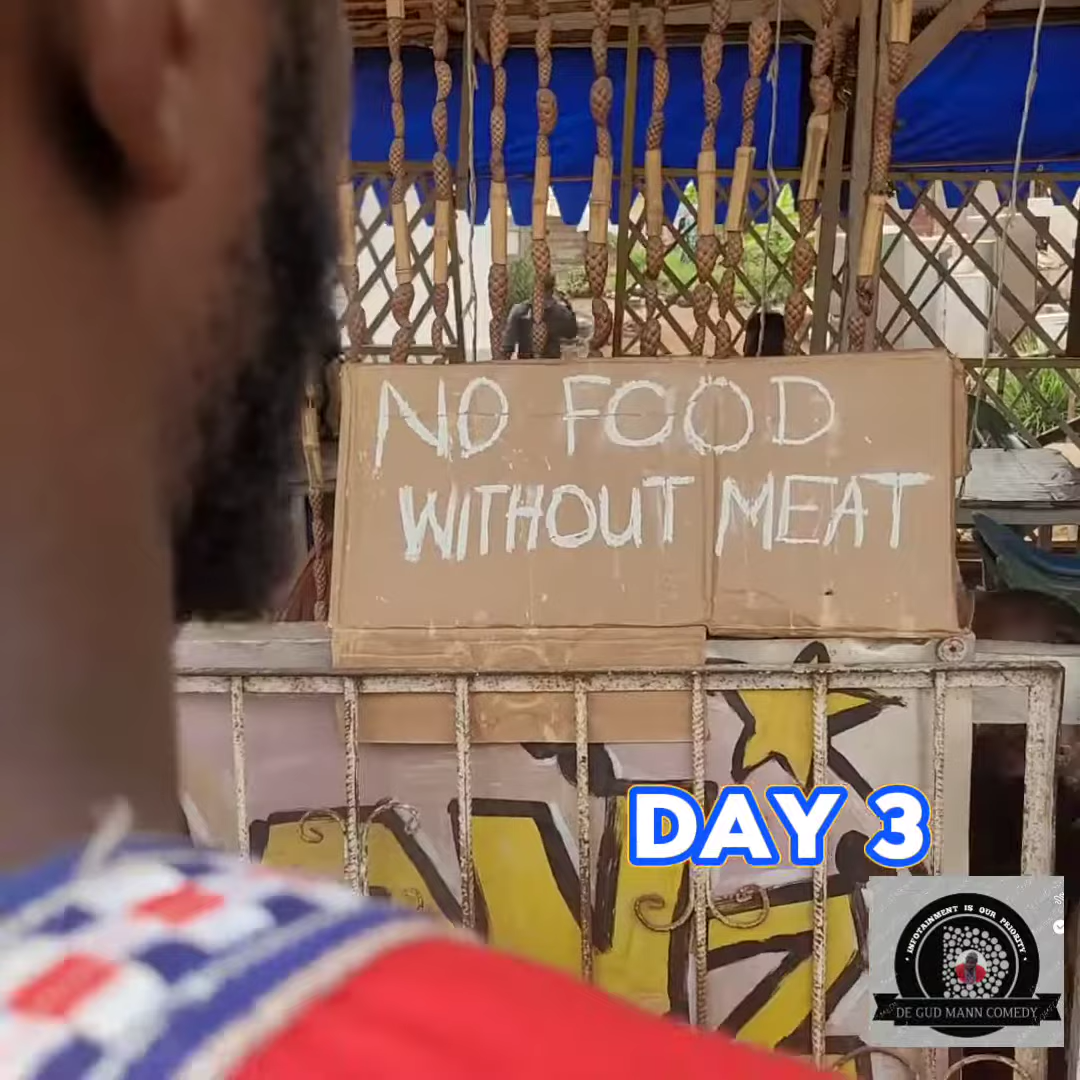 NO FOOD
WITHOUT MEAT
DAY 3
INFOTAINMENT IS OUR PRIORITY
DE GUD MANN COMEDY